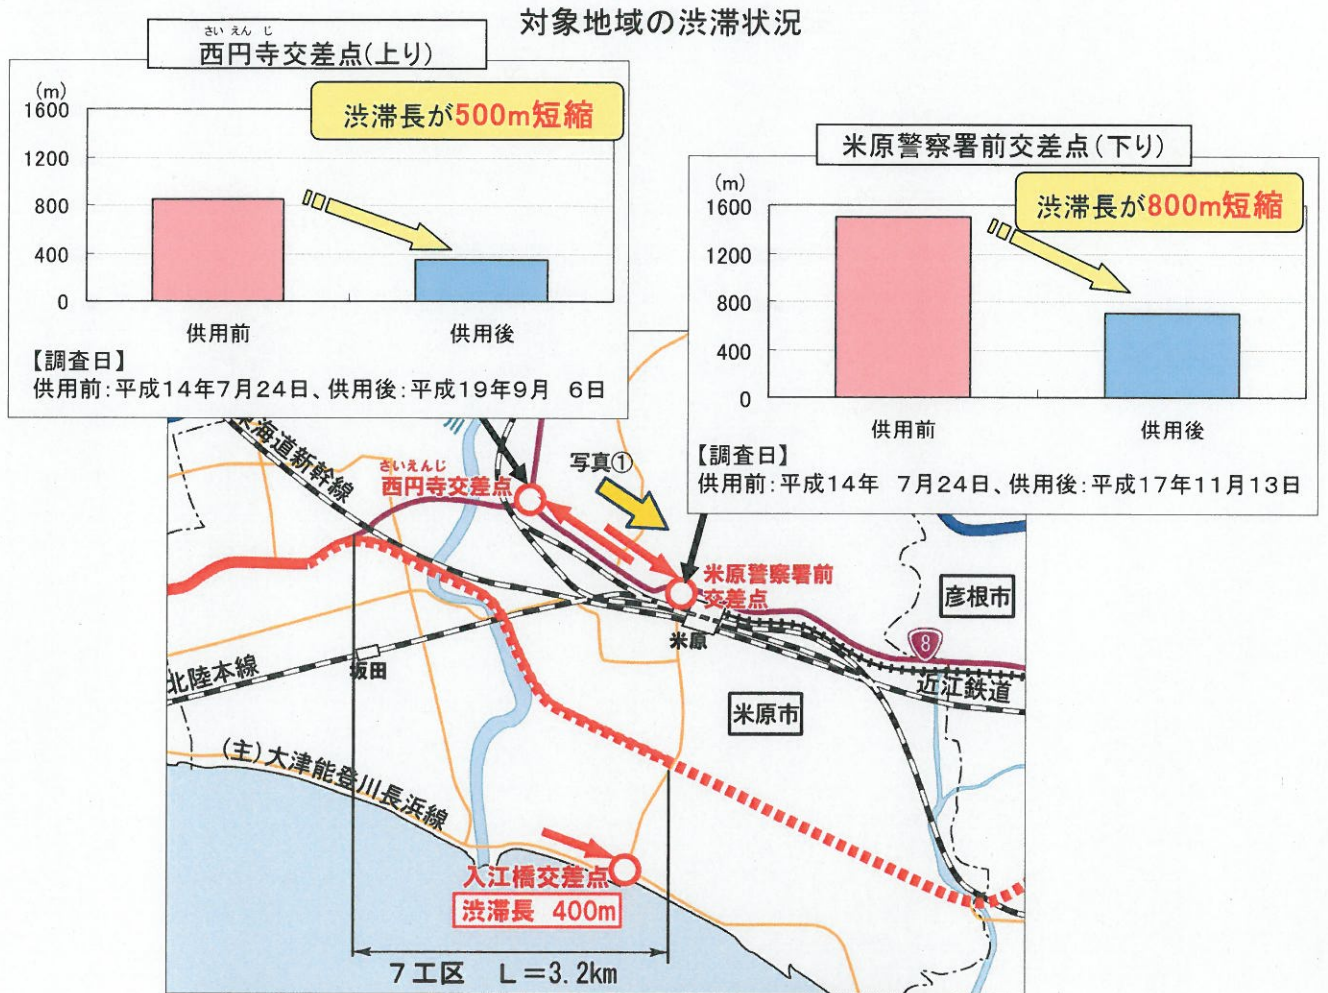 対象地域の渋滞状況
さいえんじ
西円寺交差点(上り)
(m)
1600
1200
800
400
0
渋滞長が500m短縮
供用前
供用後
【調査日】
供用前:平成14年7月24日、供用後:平成19年9月 6日
米原警察署前交差点(下り)
(m)
1600
1200
800
400
0
渋滞長が800m短縮
供用前
供用後
【調査日】
供用前:平成14年 7月24日、供用後:平成17年11月13日
東海道新幹線
川
さいえんじ
西円寺交差点
写真①
米原警察署前
交差点
彦根市
8
米原
坂田
北陸本線
近江鉄道
米原市
(主)大津能登川長浜線
入江橋交差点
渋滞長 400m
7工区 L=3.2km